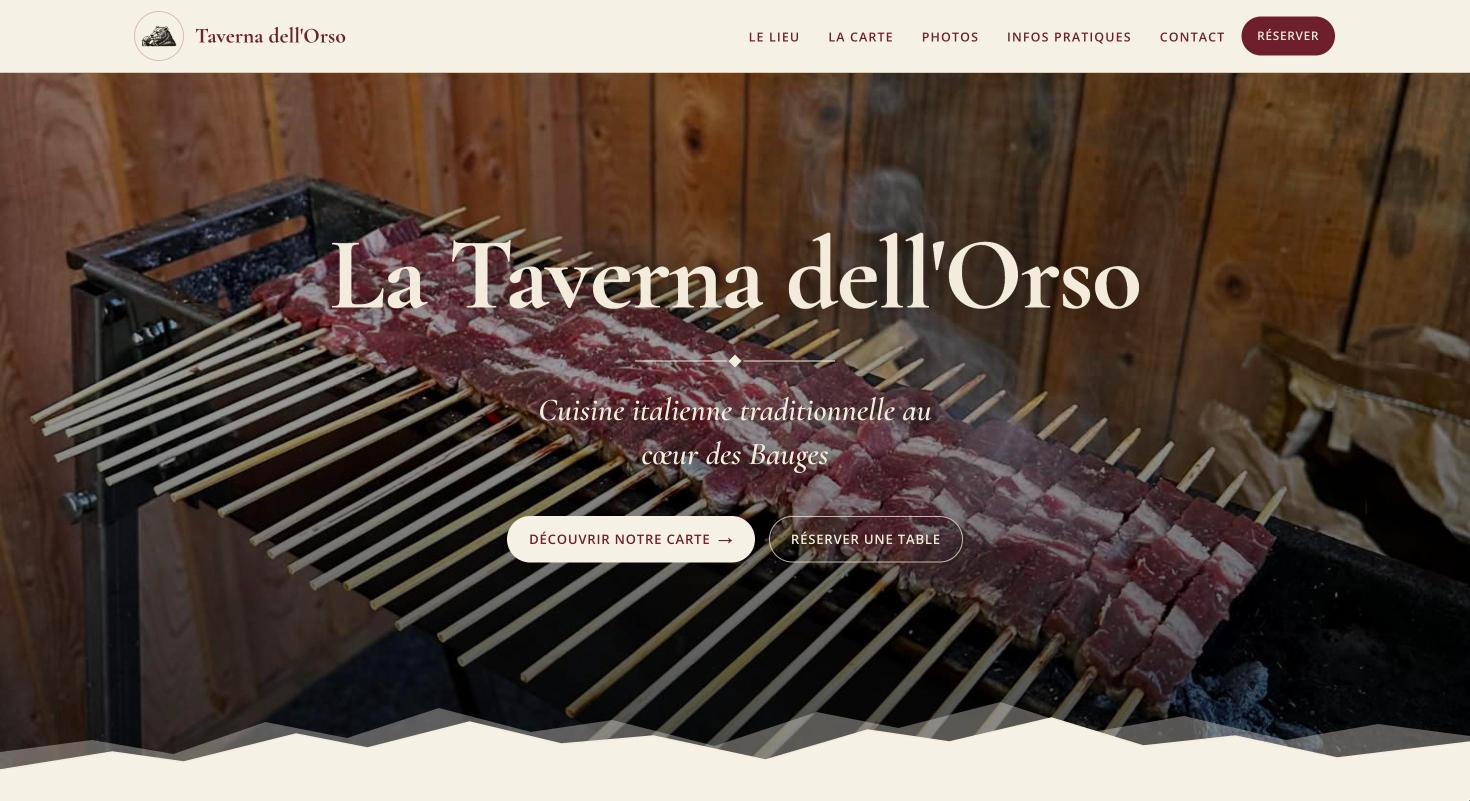 Taverna dell'Orso
LE LIEU
LA CARTE
PHOTOS
INFOS PRATIQUES
CONTACT
RÉSERVER
La Taverna dell'Orso
Cuisine italienne traditionnelle au
cœur des Bauges
DÉCOUVRIR NOTRE CARTE →
RÉSERVER UNE TABLE